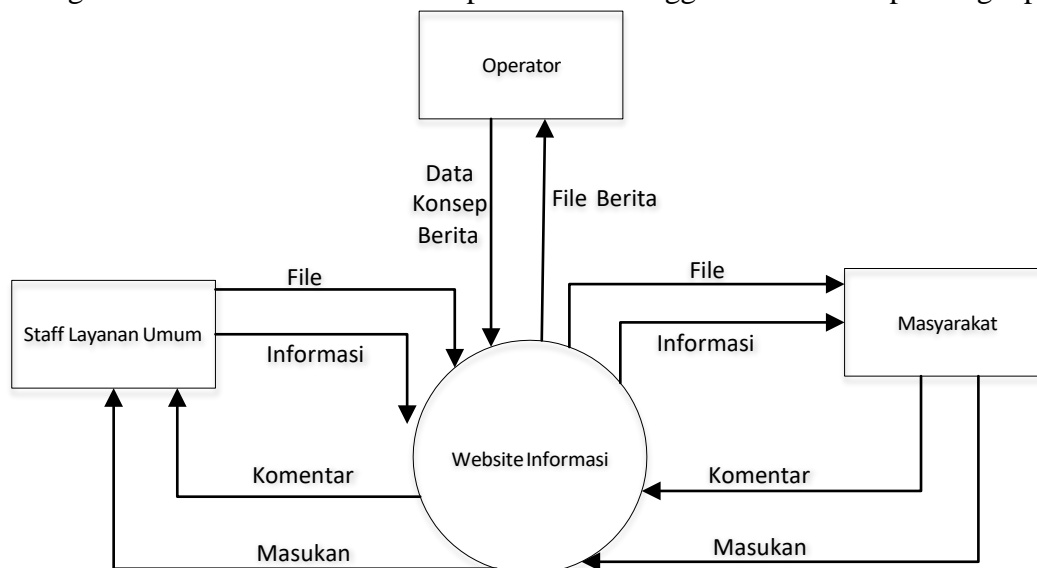 Operator
Data
Konsep
Berita
File Berita
File
File
Staff Layanan Umum
Masyarakat
Informasi
Informasi
Website Informasi
Komentar
Komentar
Masukan
Masukan